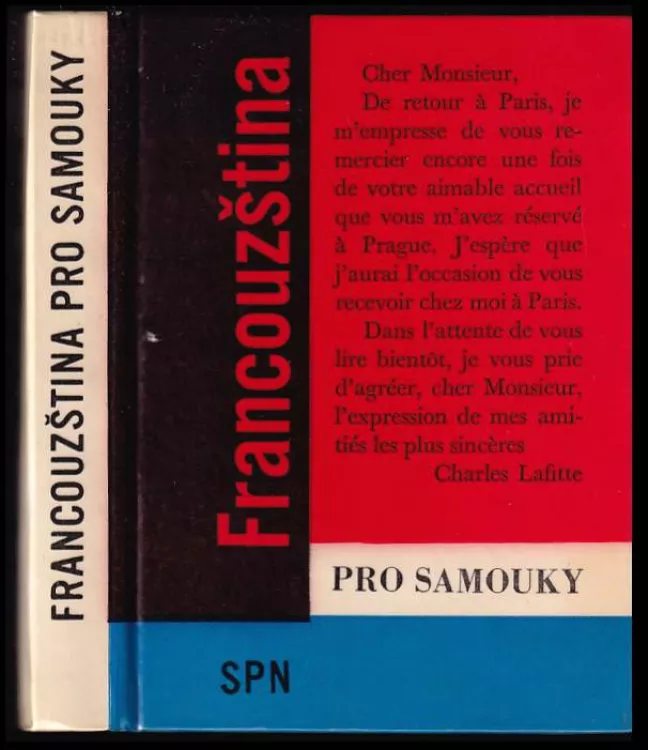 FRANCOUZŠTINA PRO SAMOUKY
Francouzština
Cher Monsieur,
De retour à Paris, je
m'empresse de vous re-
mercier encore une fois
de votre aimable accueil
que vous m'avez réservé
à Prague. J'espère que
j'aurai l'occasion de vous
recevoir chez moi à Paris.
Dans l'attente de vous
lire bientôt, je vous prie
d'agréer, cher Monsieur,
l'expression de mes ami-
tiés les plus sincères
Charles Lafitte
PRO SAMOUKY
SPN